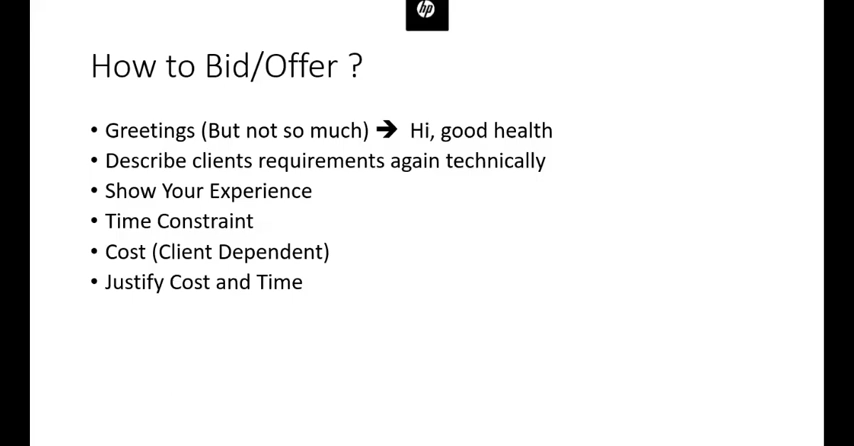 hp
How to Bid/Offer ?
• Greetings (But not so much) ➔ Hi, good health
• Describe clients requirements again technically
• Show Your Experience
• Time Constraint
• Cost (Client Dependent)
• Justify Cost and Time